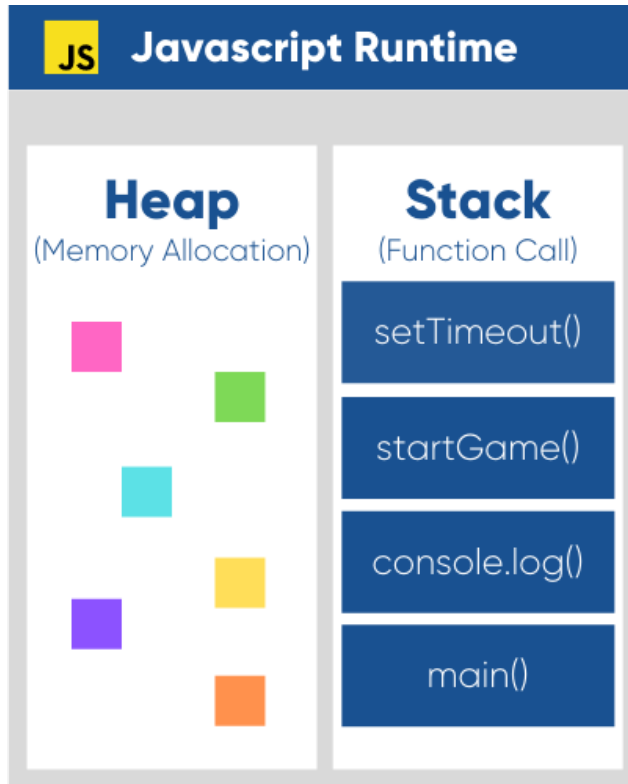 JS Javascript Runtime
Heap
(Memory Allocation)
Stack
(Function Call)
setTimeout()
startGame()
console.log()
main()